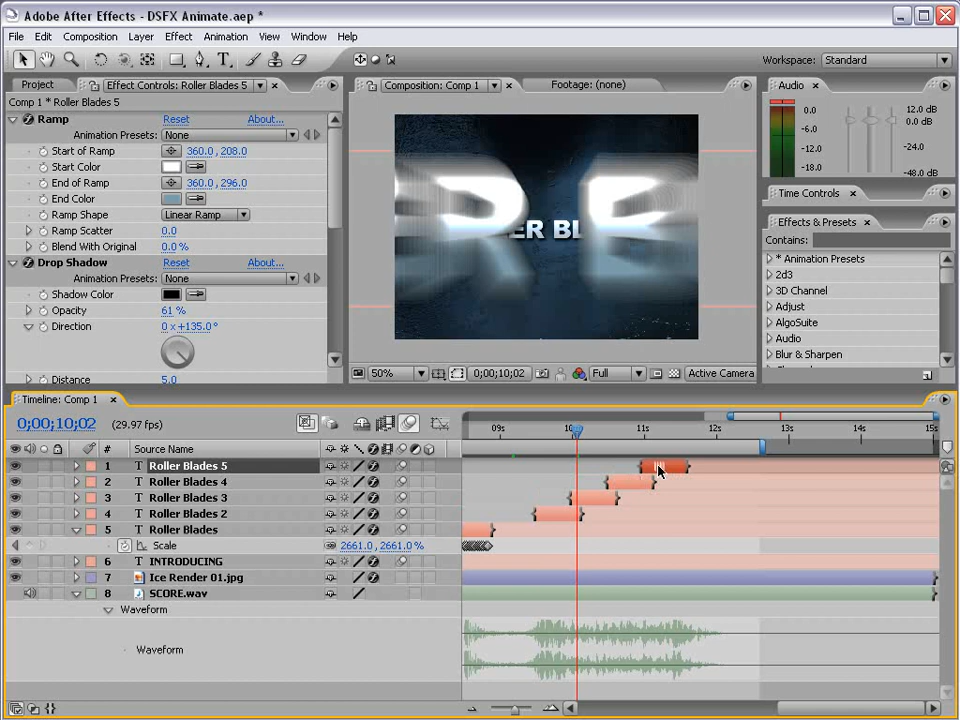 Adobe After Effects - DSFX Animate.aep *
File Edit Composition Layer Effect Animation View Window Help
Workspace: Standard
Project Effect Controls: Roller Blades 5
Comp 1 * Roller Blades 5
Ramp Reset About...
Animation Presets: None
Start of Ramp 360.0, 208.0
Start Color
End of Ramp 360.0, 296.0
End Color
Ramp Shape Linear Ramp
Ramp Scatter 0.0
Blend With Original 0.0 %
Drop Shadow Reset About...
Animation Presets: None
Shadow Color
Opacity 61 %
Direction 0 x +135.0 °
Distance 5.0
Composition: Comp 1 Footage: (none)
R B
ER BL
50% 0;00;10;02 Full Active Camera
Audio
0.0
-6.0
-12.0
-18.0
12.0 dB
0.0 dB
-24.0
-48.0 dB
Time Controls
Effects & Presets
Contains:
* Animation Presets
2d3
3D Channel
Adjust
AlgoSuite
Audio
Blur & Sharpen
Timeline: Comp 1
0;00;10;02 (29.97 fps)
09s 10s 11s 12s 13s 14s 15s
# Source Name
1 T Roller Blades 5
2 T Roller Blades 4
3 T Roller Blades 3
4 T Roller Blades 2
5 T Roller Blades
Scale 2661.0, 2661.0 %
6 T INTRODUCING
7 Ice Render 01.jpg
8 SCORE.wav
Waveform
Waveform